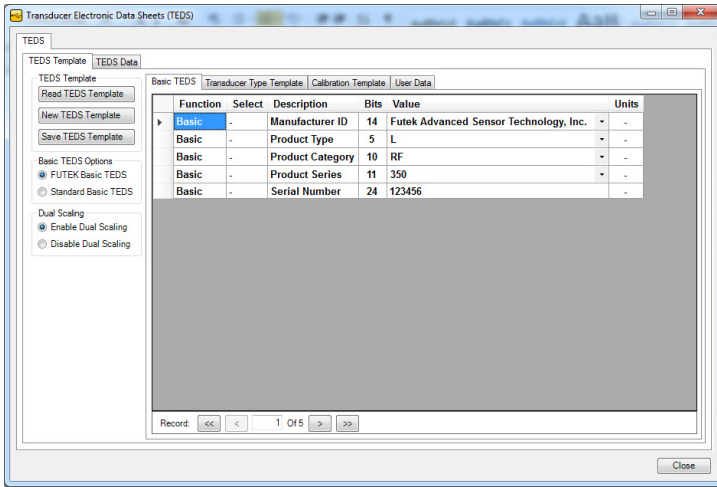 Transducer Electronic Data Sheets (TEDS)
TEDS
TEDS Template TEDS Data
TEDS Template
Read TEDS Template
New TEDS Template
Save TEDS Template
Basic TEDS Options
FUTEK Basic TEDS
Standard Basic TEDS
Dual Scaling
Enable Dual Scaling
Disable Dual Scaling
Basic TEDS Transducer Type Template Calibration Template User Data
Function Select Description Bits Value Units
Basic - Manufacturer ID 14 Futek Advanced Sensor Technology, Inc. -
Basic - Product Type 5 L -
Basic - Product Category 10 RF -
Basic - Product Series 11 350 -
Basic - Serial Number 24 123456 -
Record: << < 1 Of 5 > >>
Close